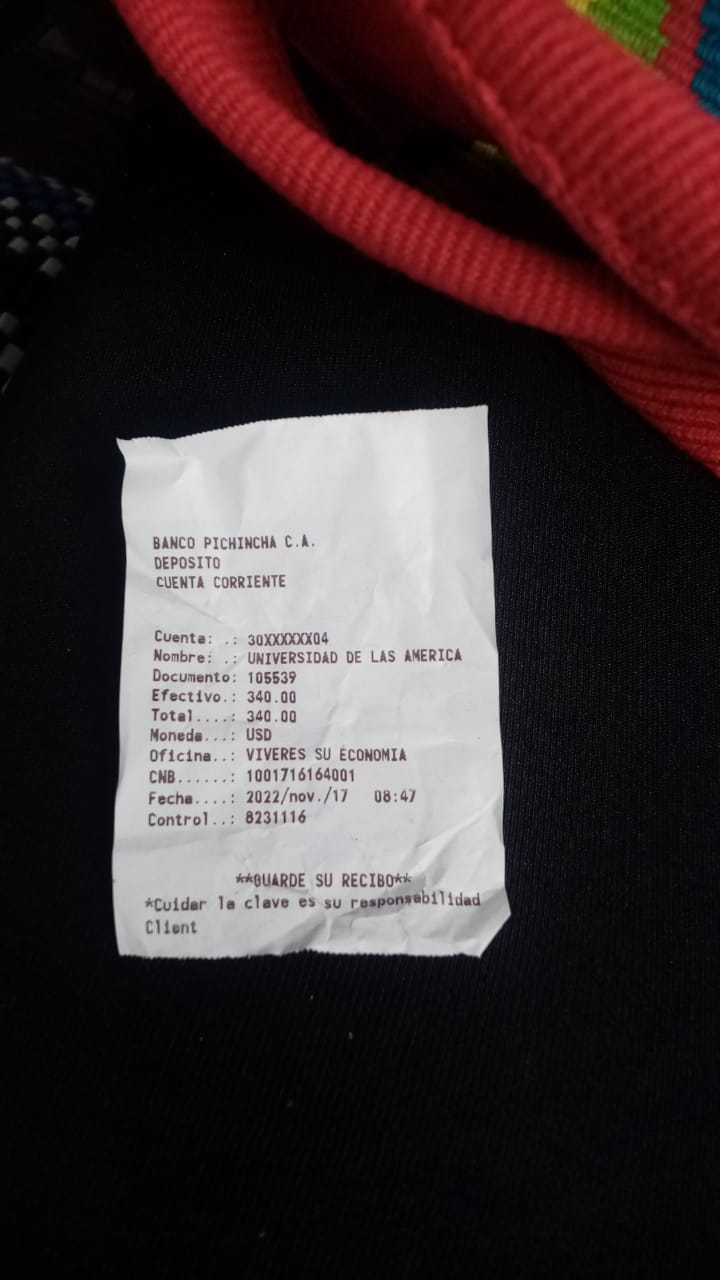 BANCO PICHINCHA C.A.
DEPOSITO
CUENTA CORRIENTE
Cuenta: .: 30XXXXXX04
Nombre: .: UNIVERSIDAD DE LAS AMERICA
Documento: 105539
Efectivo.: 340.00
Total....: 340.00
Moneda...: USD
Oficina..: VIVERES SU ECONOMIA
CNB......: 1001716164001
Fecha....: 2022/nov./17 08:47
Control..: 8231116
**GUARDE SU RECIBO**
*Cuidar la clave es su responsabilidad
Client